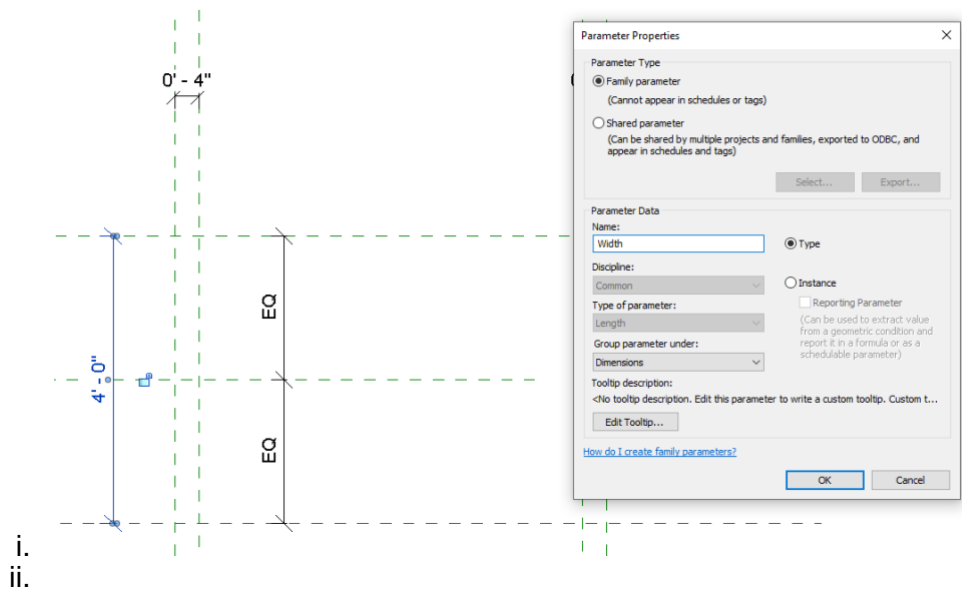 Parameter Properties
Parameter Type
Family parameter
(Cannot appear in schedules or tags)
Shared parameter
(Can be shared by multiple projects and families, exported to ODBC, and
appear in schedules and tags)
Select...
Export...
Parameter Data
Name:
Width
Type
Discipline:
Common
Instance
Type of parameter:
Reporting Parameter
Length
(Can be used to extract value
from a geometric condition and
report it in a formula or as a
schedulable parameter)
Group parameter under:
Dimensions
Tooltip description:
<No tooltip description. Edit this parameter to write a custom tooltip. Custom t...
Edit Tooltip...
How do I create family parameters?
OK
Cancel
0' - 4"
EQ
4' - 0"
EQ
i.
ii.